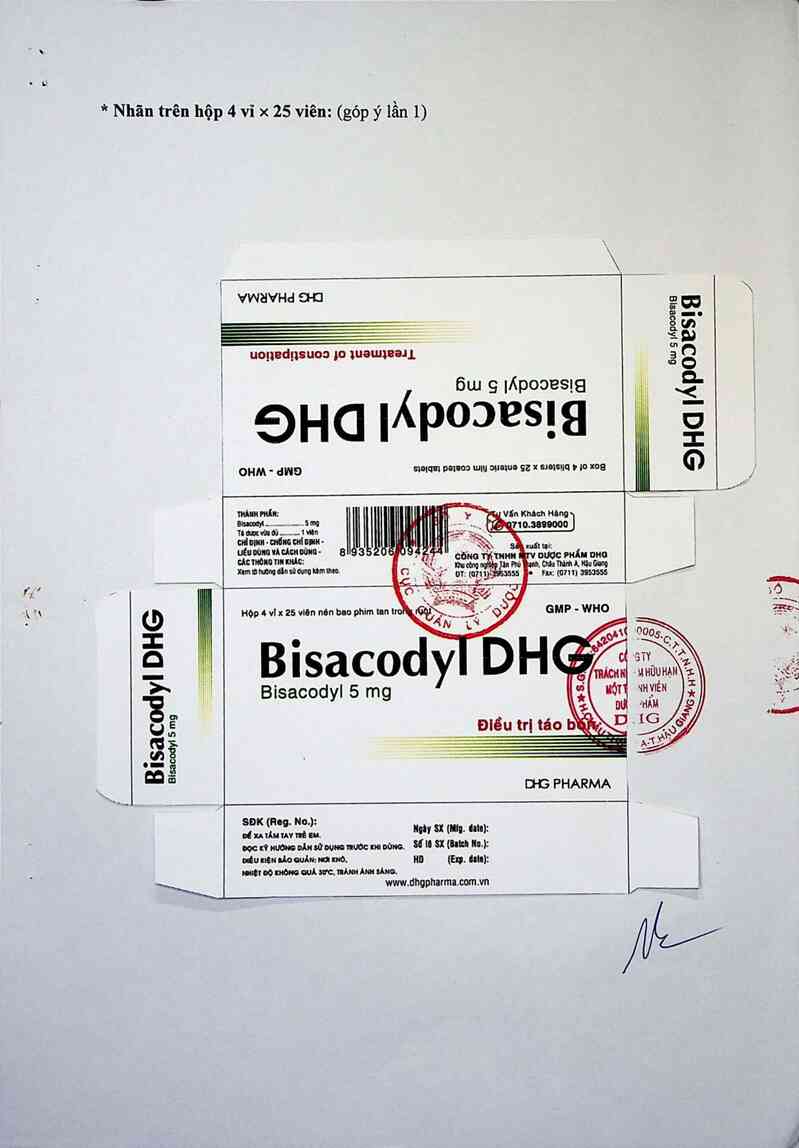 * Nhãn trên hộp 4 vỉ × 25 viên: (góp ý lần 1)
DHG PHARMA
Treatment of constipation
Bisacodyl 5 mg
Bisacodyl DHG
Box of 4 blisters x 25 enteric film coated tablets
GMP - WHO
Bisacodyl DHG
Bisacodyl 5 mg
THÀNH PHẦN:
Bisacodyl 5 mg
Tá dược vừa đủ 1 viên
CHỈ ĐỊNH - CHỐNG CHỈ ĐỊNH -
LIỀU DÙNG VÀ CÁCH DÙNG -
CÁC THÔNG TIN KHÁC:
Xem tờ hướng dẫn sử dụng kèm theo.
8 935206 094244
Tư Vấn Khách Hàng
0710.3899000
Sản xuất tại:
CÔNG TY TNHH MTV DƯỢC PHẨM DHG
Khu công nghiệp Tân Phú Thạnh, Châu Thành A, Hậu Giang
ĐT: (0711) 3953555 • Fax: (0711) 3953555
CỤC QUẢN LÝ DƯỢC
Hộp 4 vỉ x 25 viên nén bao phim tan trong ruột
GMP - WHO
Bisacodyl DHG
Bisacodyl 5 mg
Điều trị táo bón
DHG PHARMA
Bisacodyl DHG
Bisacodyl 5 mg
CÔNG TY
TRÁCH NHIỆM HỮU HẠN
MỘT THÀNH VIÊN
DƯỢC PHẨM
DHG
SĐK (Reg. No.):
ĐỂ XA TẦM TAY TRẺ EM.
ĐỌC KỸ HƯỚNG DẪN SỬ DỤNG TRƯỚC KHI DÙNG.
ĐIỀU KIỆN BẢO QUẢN: NƠI KHÔ,
NHIỆT ĐỘ KHÔNG QUÁ 30°C, TRÁNH ÁNH SÁNG.
Ngày SX (Mfg. date):
Số lô SX (Batch No.):
HD (Exp. date):
www.dhgpharma.com.vn